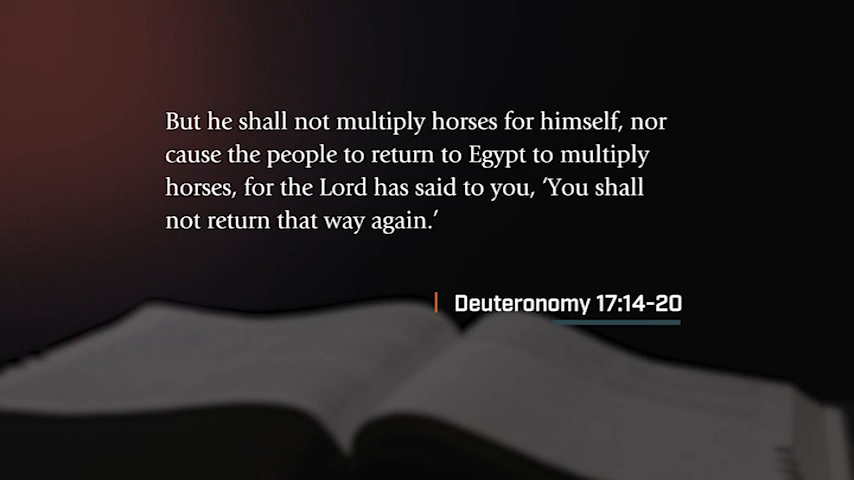 But he shall not multiply horses for himself, nor
cause the people to return to Egypt to multiply
horses, for the Lord has said to you, ‘You shall
not return that way again.’
Deuteronomy 17:14-20